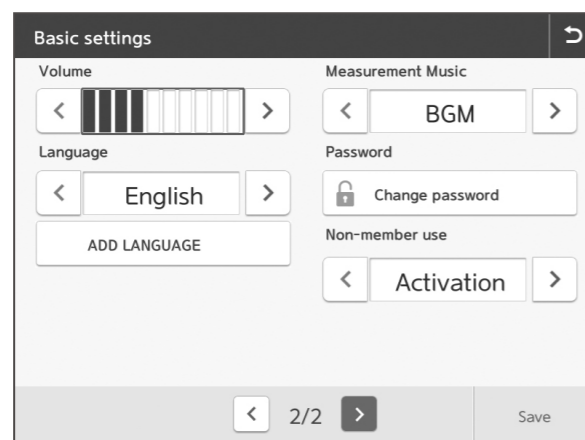 Basic settings
Volume
Measurement Music
BGM
Language
Password
English
Change password
ADD LANGUAGE
Non-member use
Activation
2/2
Save